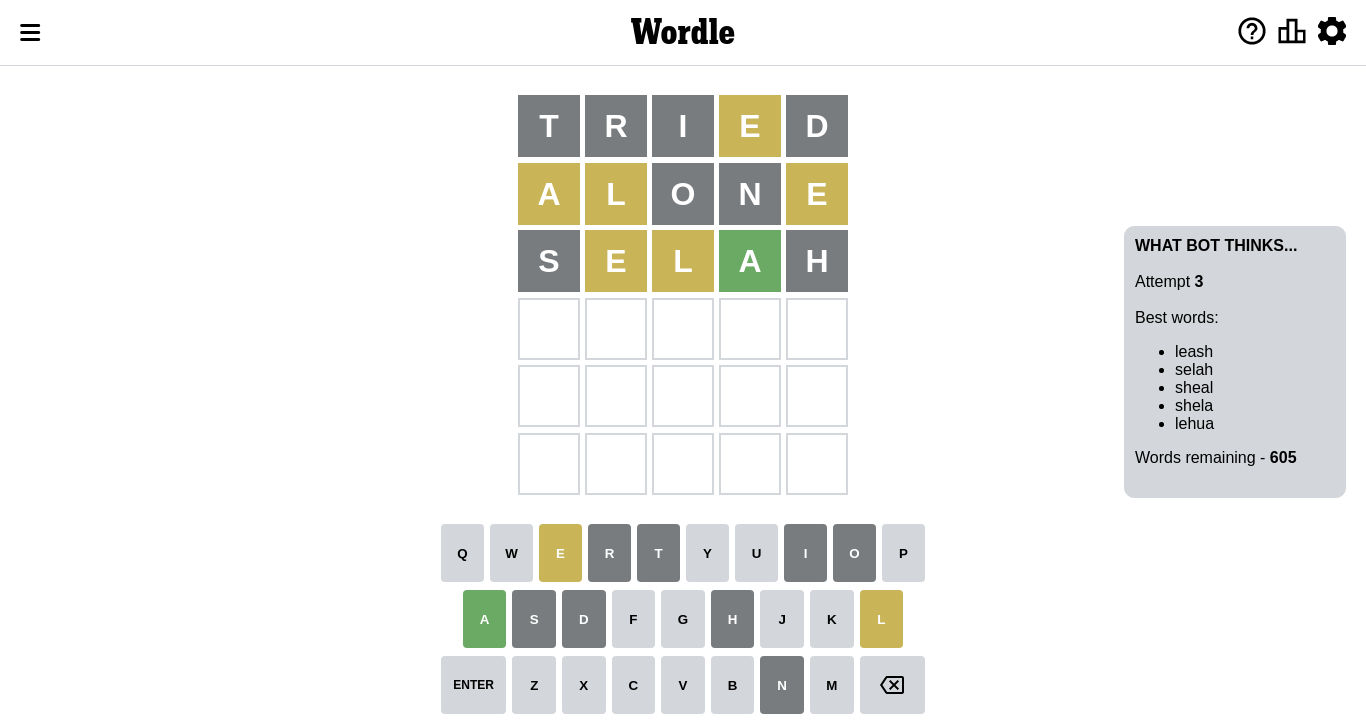 Wordle
T R I E D
A L O N E
S E L A H
WHAT BOT THINKS...
Attempt 3
Best words:
leash
selah
sheal
shela
lehua
Words remaining - 605
Q W E R T Y U I O P
A S D F G H J K L
ENTER Z X C V B N M